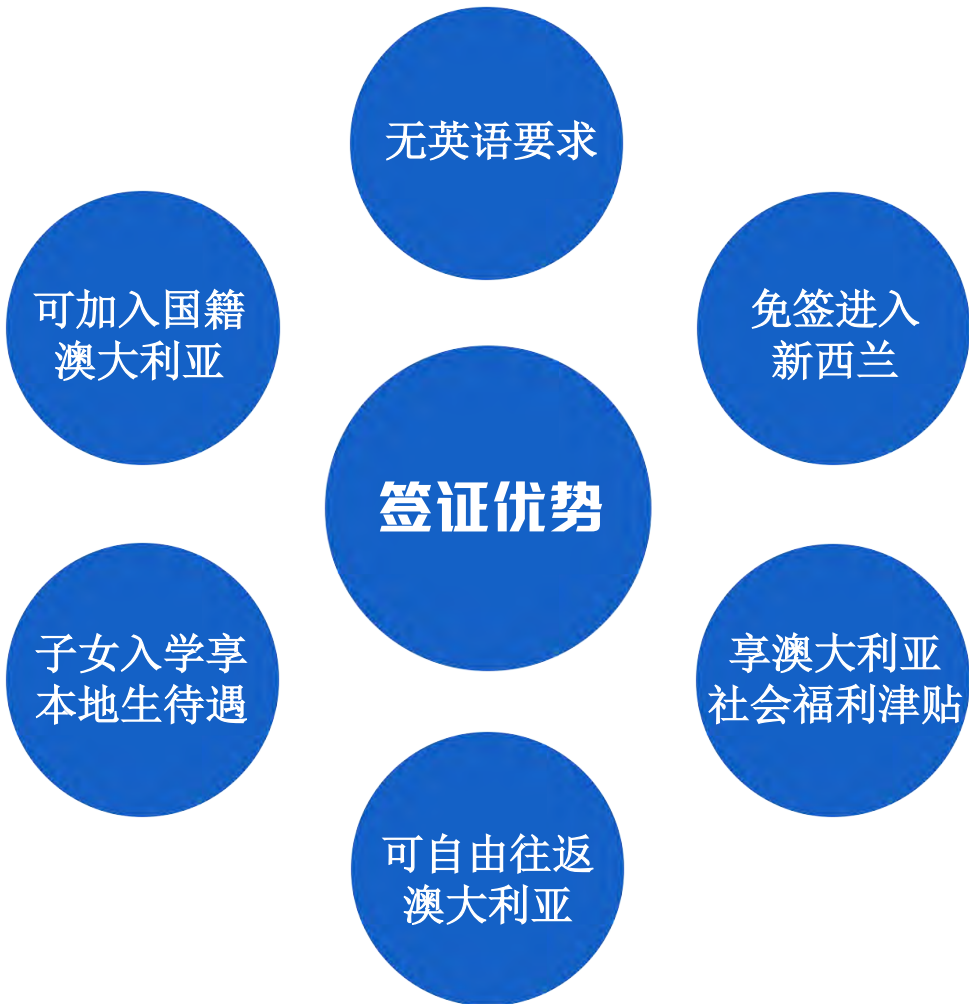 无英语要求
可加入国籍
澳大利亚
免签进入
新西兰
签证优势
子女入学享
本地生待遇
享澳大利亚
社会福利津贴
可自由往返
澳大利亚